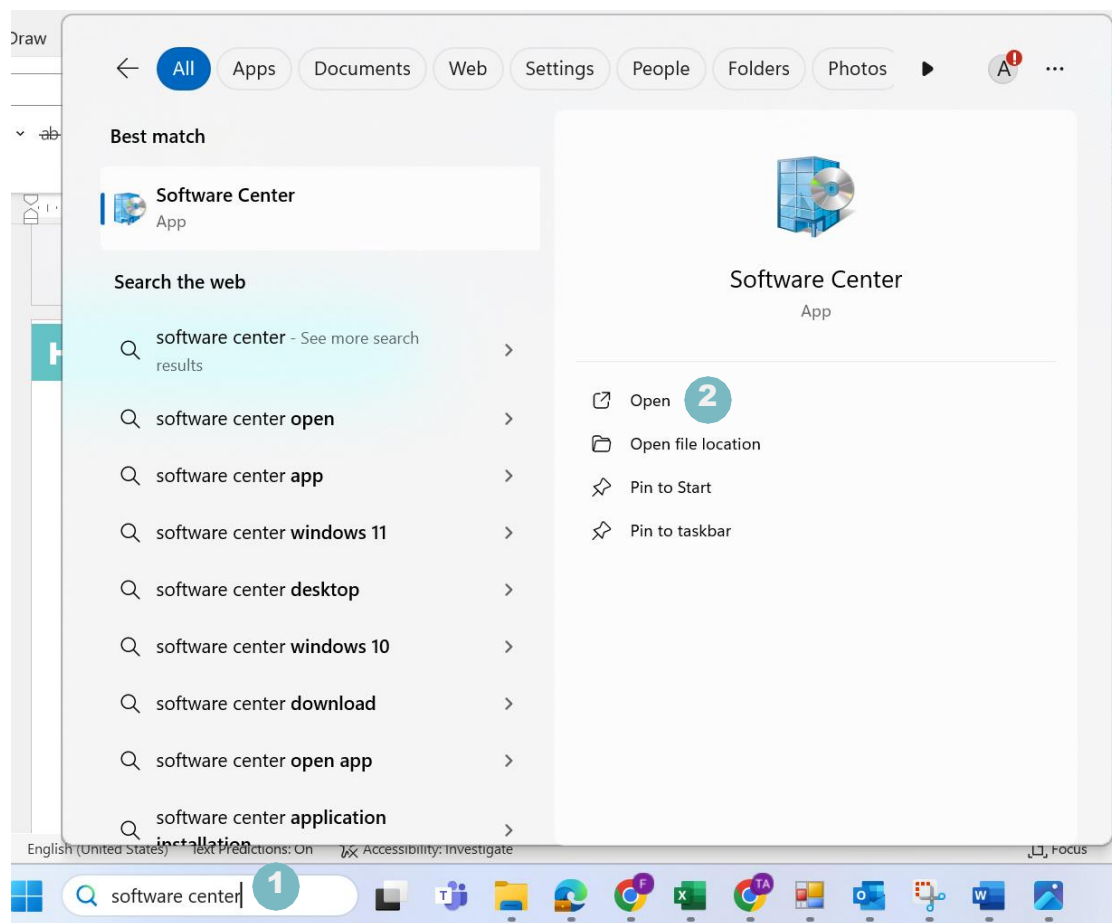 Draw
All Apps Documents Web Settings People Folders Photos A ! ...
ab
Best match
Software Center
App
Search the web
software center - See more search
results
software center open
software center app
software center windows 11
software center desktop
software center windows 10
software center download
software center open app
software center application
installation
Software Center
App
Open 2
Open file location
Pin to Start
Pin to taskbar
H
English (United States) Text Predictions: On Accessibility: Investigate Focus
software center 1
T F X TA O W